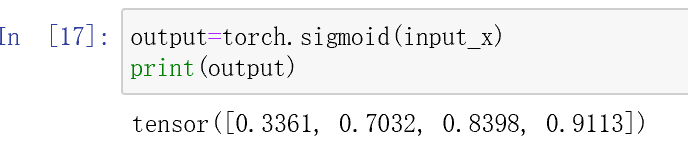 In [17]: output=torch.sigmoid(input_x)
print(output)
tensor([0.3361, 0.7032, 0.8398, 0.9113])